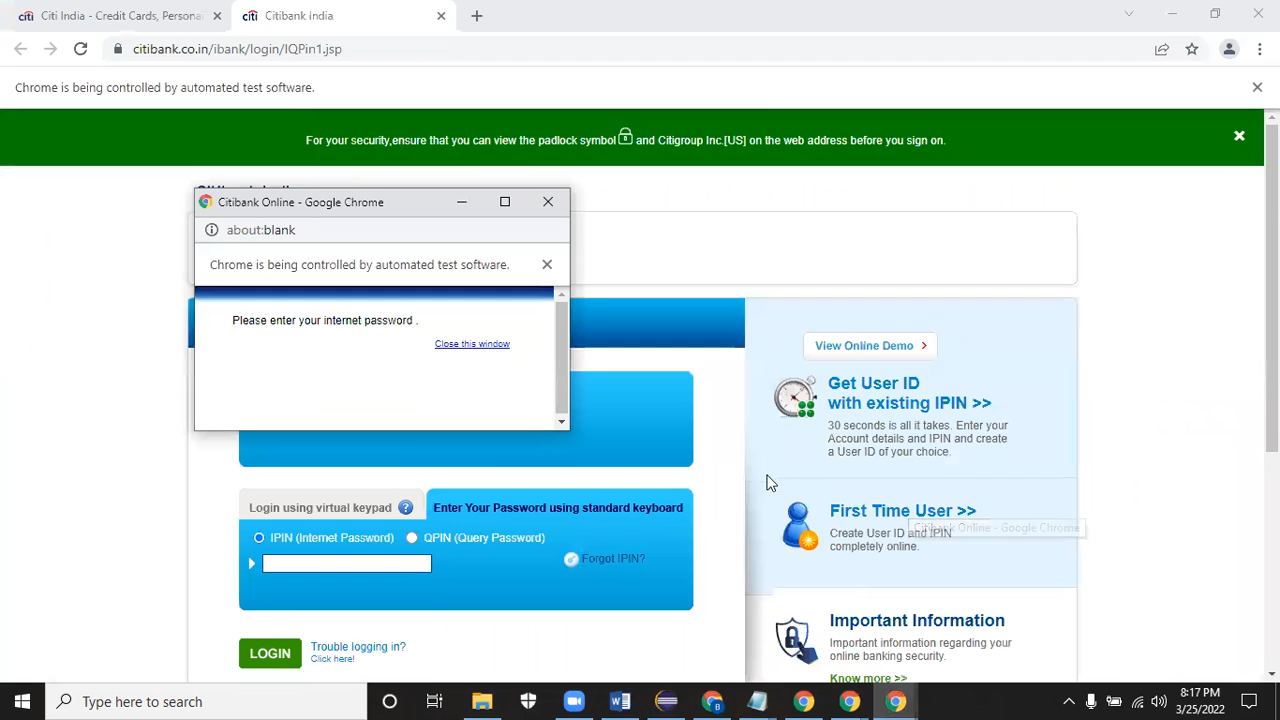 citi Citi India - Credit Cards, Persona
citi Citibank India
citibank.co.in/ibank/login/IQPin1.jsp
Chrome is being controlled by automated test software.
For your security,ensure that you can view the padlock symbol and Citigroup Inc.[US] on the web address before you sign on.
Citibank Online - Google Chrome
about:blank
Chrome is being controlled by automated test software.
Please enter your internet password .
Close this window
View Online Demo >
Get User ID
with existing IPIN >>
30 seconds is all it takes. Enter your
Account details and IPIN and create
a User ID of your choice.
Login using virtual keypad ?
Enter Your Password using standard keyboard
IPIN (Internet Password)
QPIN (Query Password)
Forgot IPIN?
First Time User >>
Citibank Online - Google Chrome
Create User ID and IPIN
completely online.
LOGIN
Trouble logging in?
Click here!
Important Information
Important information regarding your
online banking security.
Know more >>
Type here to search
8:17 PM
3/25/2022